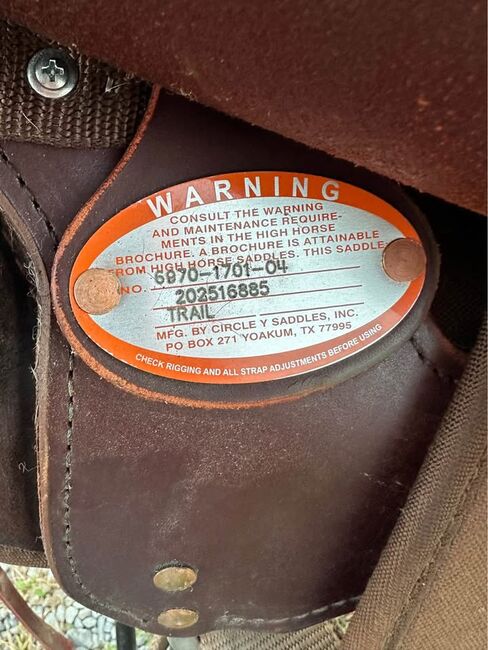 WARNING
CONSULT THE WARNING
AND MAINTENANCE REQUIRE-
MENTS IN THE HIGH HORSE
BROCHURE. A BROCHURE IS ATTAINABLE
FROM HIGH HORSE SADDLES. THIS SADDLE
NO. 6870-1701-04
202516885
TRAIL
MFG. BY CIRCLE Y SADDLES, INC.
PO BOX 271 YOAKUM, TX 77995
CHECK RIGGING AND ALL STRAP ADJUSTMENTS BEFORE USING